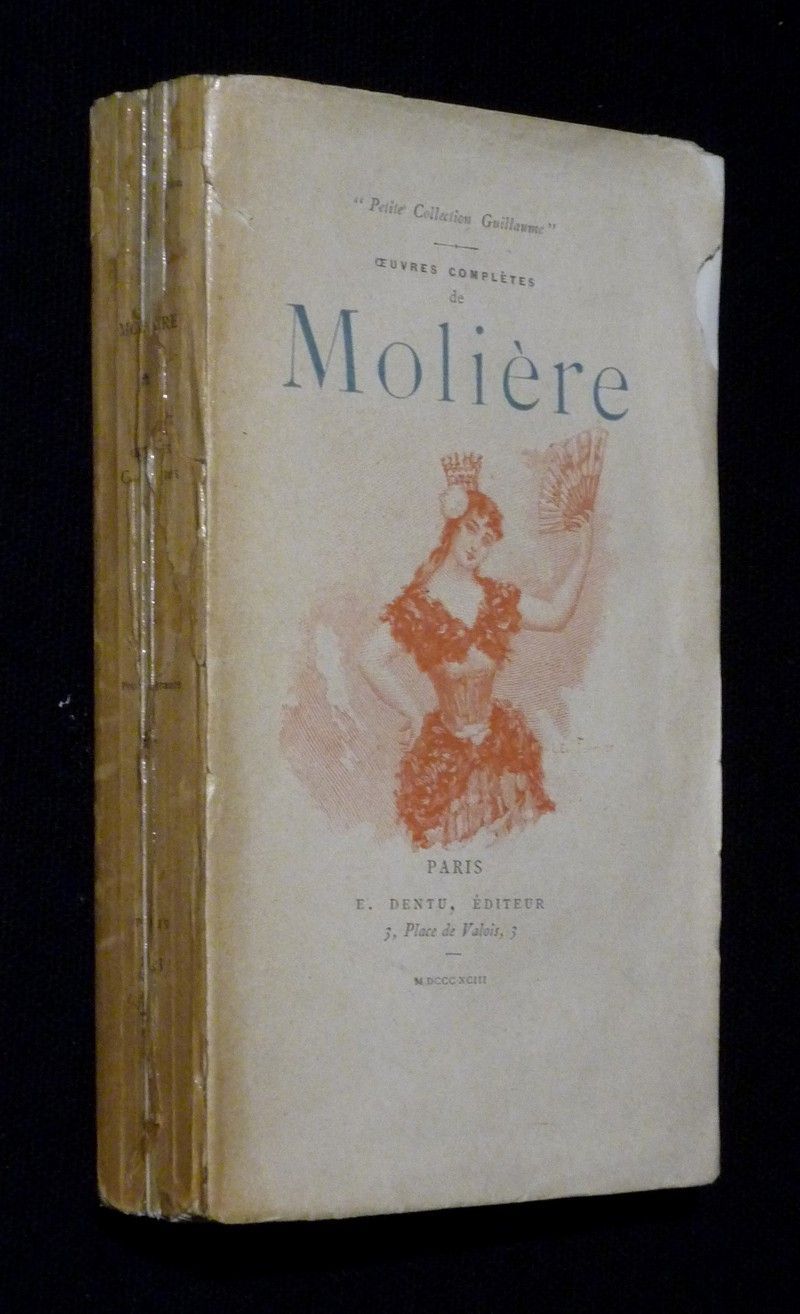 “ Petite Collection Guillaume ”
ŒUVRES COMPLÈTES
de
Molière
PARIS
E. DENTU, ÉDITEUR
3, Place de Valois, 3
M DCCC XCIII